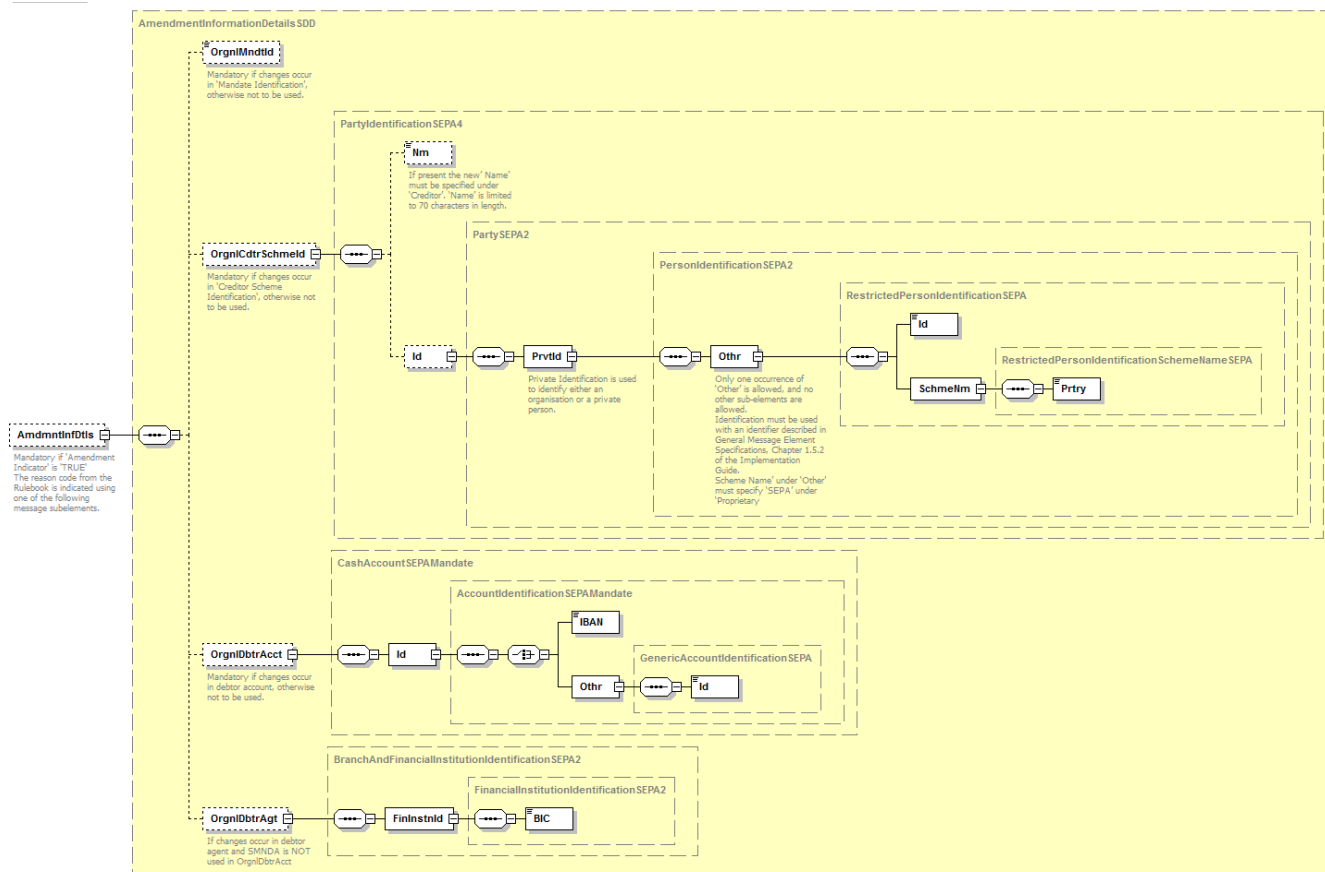 AmendmentInformationDetailsSDD
OrgnlMndtId
Mandatory if changes occur
in 'Mandate Identification',
otherwise not to be used.
PartyIdentificationSEPA4
Nm
If present the new' Name'
must be specified under
'Creditor'. 'Name' is limited
to 70 characters in length.
PartySEPA2
PersonIdentificationSEPA2
RestrictedPersonIdentificationSEPA
OrgnlCdtrSchmeId
Mandatory if changes occur
in 'Creditor Scheme
Identification', otherwise not
to be used.
Id
PrvtId
Private Identification is used
to identify either an
organisation or a private
person.
Othr
Only one occurrence of
'Other' is allowed, and no
other sub-elements are
allowed.
Identification must be used
with an identifier described in
General Message Element
Specifications, Chapter 1.5.2
of the Implementation
Guide.
Scheme Name' under 'Other'
must specify 'SEPA' under
'Proprietary
Id
RestrictedPersonIdentificationSchemeNameSEPA
SchmeNm
Prtry
AmdmntInfDtls
Mandatory if 'Amendment
Indicator' is 'TRUE'
The reason code from the
Rulebook is indicated using
one of the following
message subelements.
CashAccountSEPAMandate
AccountIdentificationSEPAMandate
OrgnlDbtrAcct
Mandatory if changes occur
in debtor account, otherwise
not to be used.
Id
IBAN
GenericAccountIdentificationSEPA
Othr
Id
BranchAndFinancialInstitutionIdentificationSEPA2
FinancialInstitutionIdentificationSEPA2
OrgnlDbtrAgt
If changes occur in debtor
agent and SMNDA is NOT
used in OrgnlDbtrAcct
FinInstnId
BIC